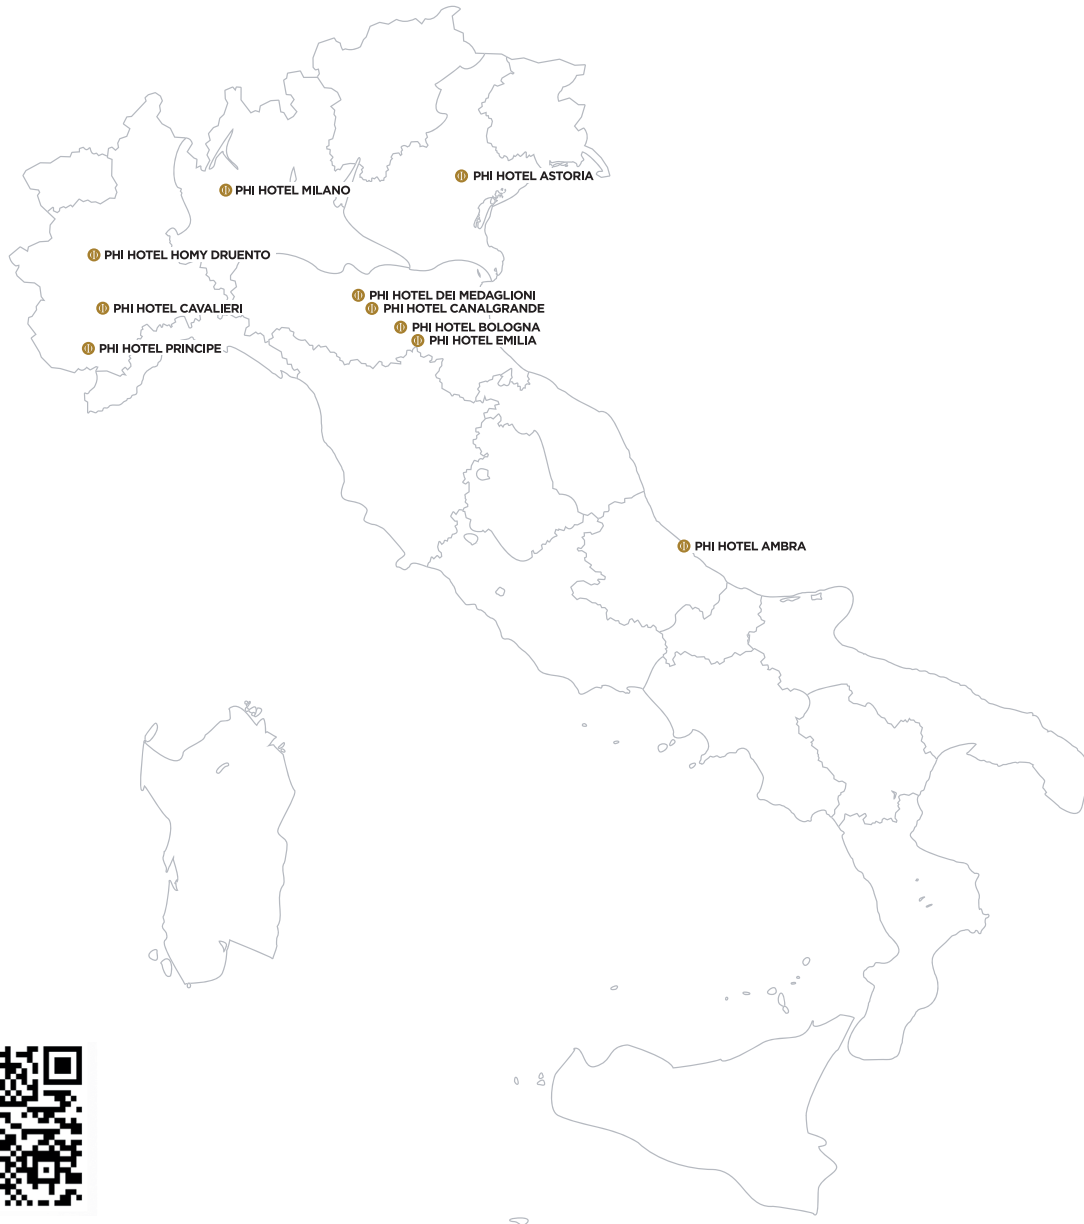 PHI HOTEL ASTORIA
PHI HOTEL MILANO
PHI HOTEL HOMY DRUENTO
PHI HOTEL DEI MEDAGLIONI
PHI HOTEL CAVALIERI
PHI HOTEL CANALGRANDE
PHI HOTEL BOLOGNA
PHI HOTEL EMILIA
PHI HOTEL PRINCIPE
PHI HOTEL AMBRA